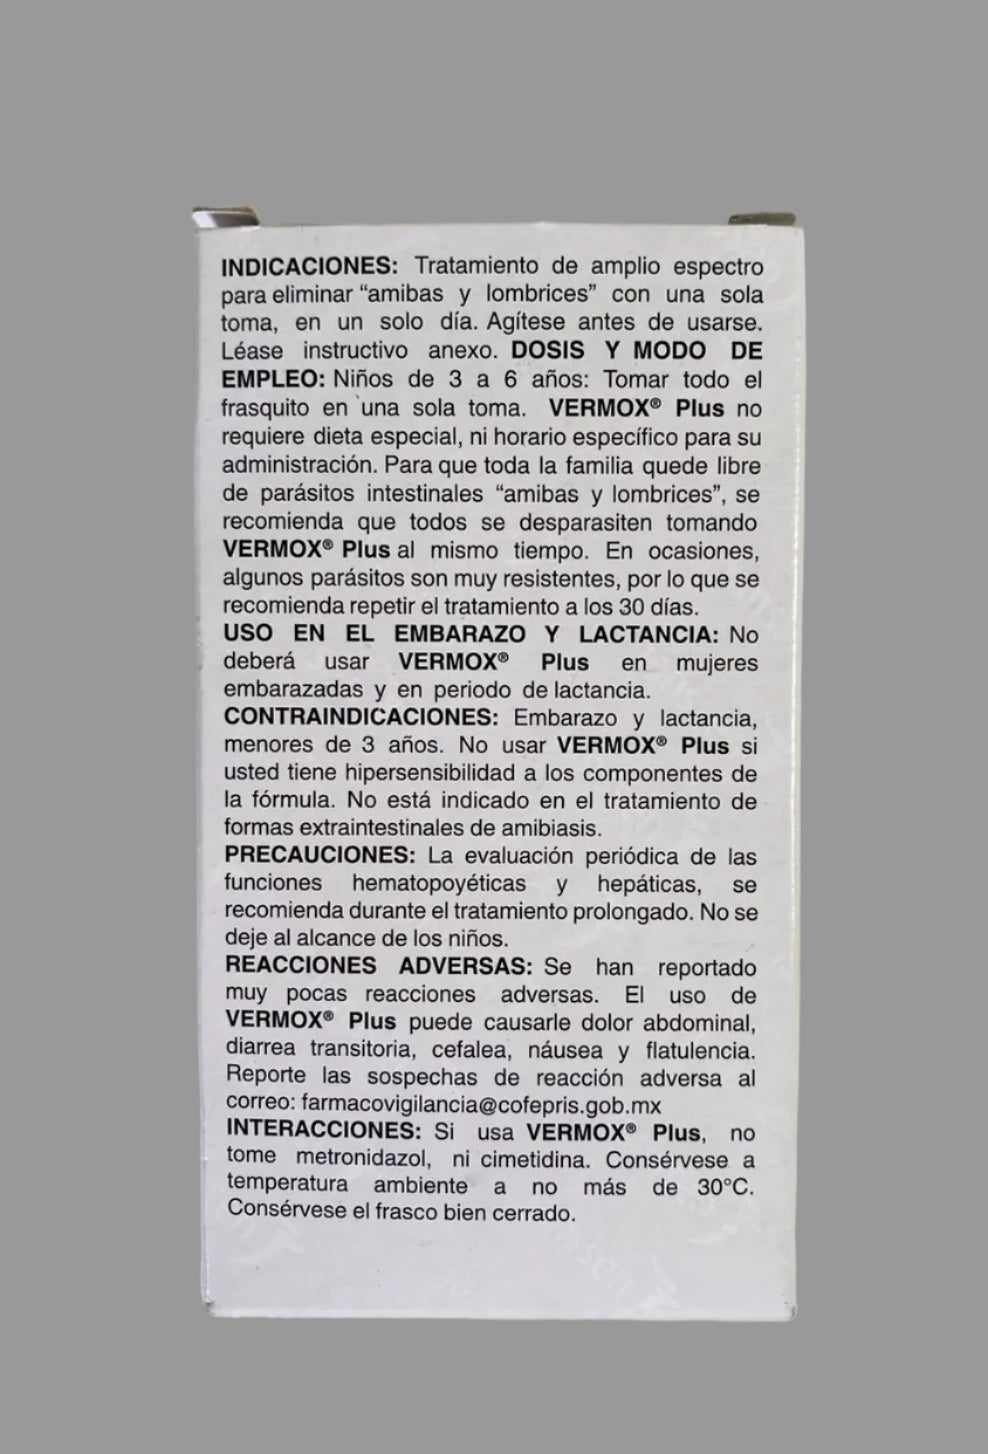 INDICACIONES: Tratamiento de amplio espectro
para eliminar “amibas y lombrices” con una sola
toma, en un solo día. Agítese antes de usarse.
Léase instructivo anexo. DOSIS Y MODO DE
EMPLEO: Niños de 3 a 6 años: Tomar todo el
frasquito en una sola toma. VERMOX® Plus no
requiere dieta especial, ni horario específico para su
administración. Para que toda la familia quede libre
de parásitos intestinales “amibas y lombrices”, se
recomienda que todos se desparasiten tomando
VERMOX® Plus al mismo tiempo. En ocasiones,
algunos parásitos son muy resistentes, por lo que se
recomienda repetir el tratamiento a los 30 días.
USO EN EL EMBARAZO Y LACTANCIA: No
deberá usar VERMOX® Plus en mujeres
embarazadas y en periodo de lactancia.
CONTRAINDICACIONES: Embarazo y lactancia,
menores de 3 años. No usar VERMOX® Plus si
usted tiene hipersensibilidad a los componentes de
la fórmula. No está indicado en el tratamiento de
formas extraintestinales de amibiasis.
PRECAUCIONES: La evaluación periódica de las
funciones hematopoyéticas y hepáticas, se
recomienda durante el tratamiento prolongado. No se
deje al alcance de los niños.
REACCIONES ADVERSAS: Se han reportado
muy pocas reacciones adversas. El uso de
VERMOX® Plus puede causarle dolor abdominal,
diarrea transitoria, cefalea, náusea y flatulencia.
Reporte las sospechas de reacción adversa al
correo: farmacovigilancia@cofepris.gob.mx
INTERACCIONES: Si usa VERMOX® Plus, no
tome metronidazol, ni cimetidina. Consérvese a
temperatura ambiente a no más de 30°C.
Consérvese el frasco bien cerrado.